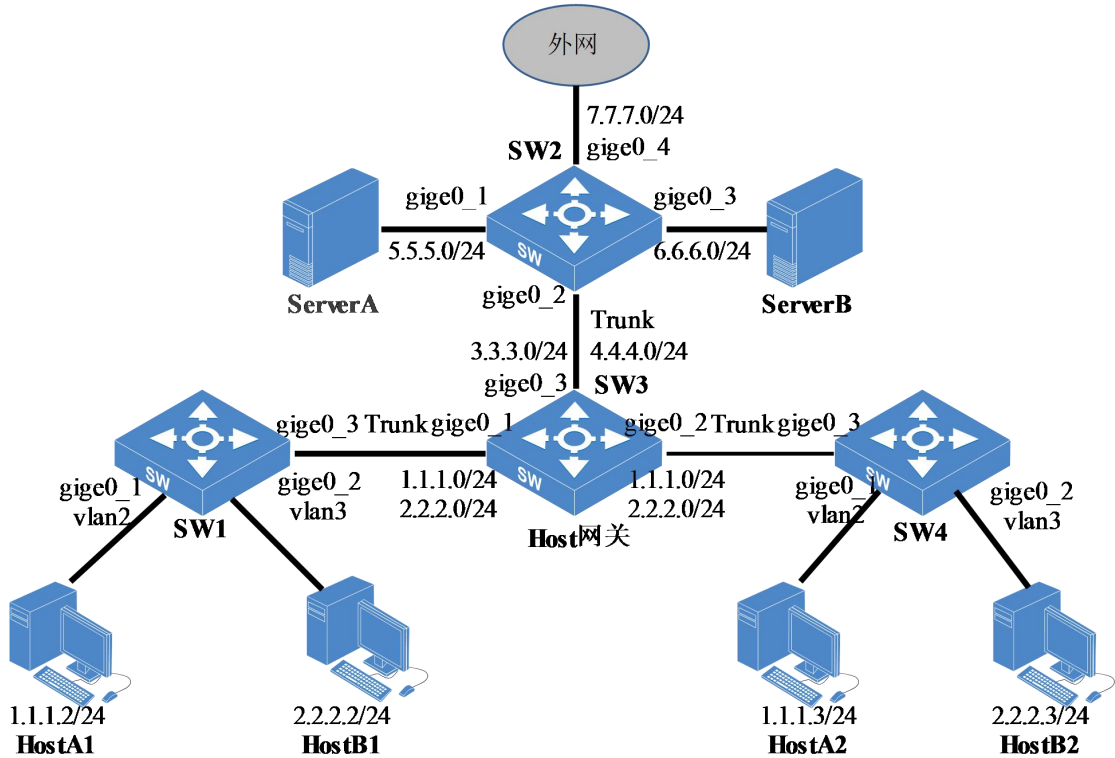 外网
7.7.7.0/24
SW2
gige0_4
gige0_1
gige0_3
5.5.5.0/24
SW
6.6.6.0/24
ServerA
gige0_2
ServerB
Trunk
3.3.3.0/24
4.4.4.0/24
gige0_3
SW3
gige0_3 Trunk gige0_1
gige0_2 Trunk gige0_3
SW
SW
SW
gige0_1
vlan2
gige0_2
vlan3
1.1.1.0/24
2.2.2.0/24
1.1.1.0/24
2.2.2.0/24
gige0_1
vlan2
gige0_2
vlan3
SW1
Host网关
SW4
1.1.1.2/24
HostA1
2.2.2.2/24
HostB1
1.1.1.3/24
HostA2
2.2.2.3/24
HostB2